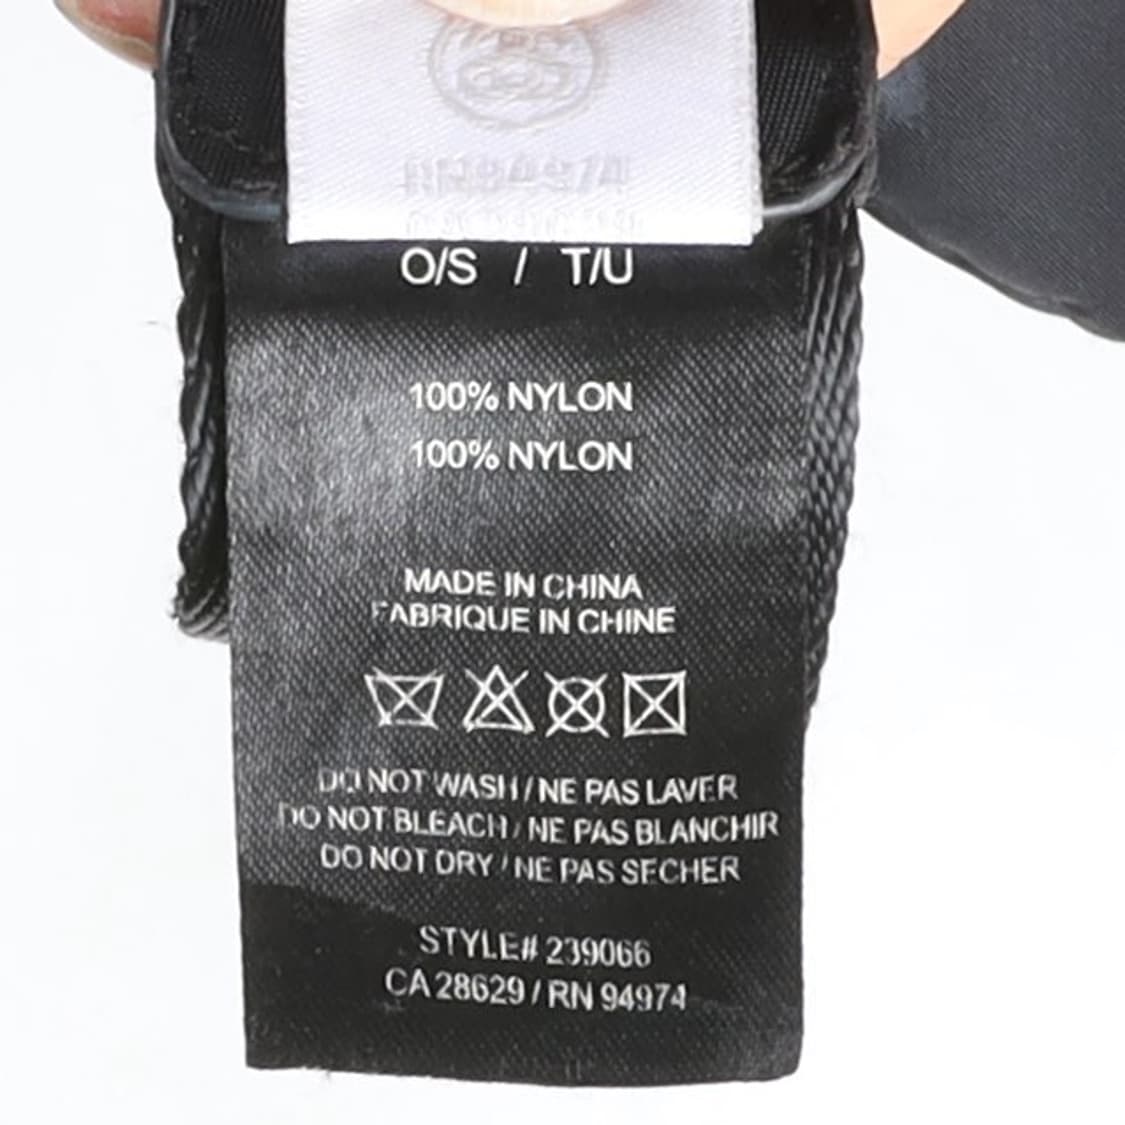 O/S / T/U
100% NYLON
100% NYLON
MADE IN CHINA
FABRIQUE IN CHINE
DO NOT WASH / NE PAS LAVER
DO NOT BLEACH / NE PAS BLANCHIR
DO NOT DRY / NE PAS SECHER
STYLE# 239066
CA 28629 / RN 94974